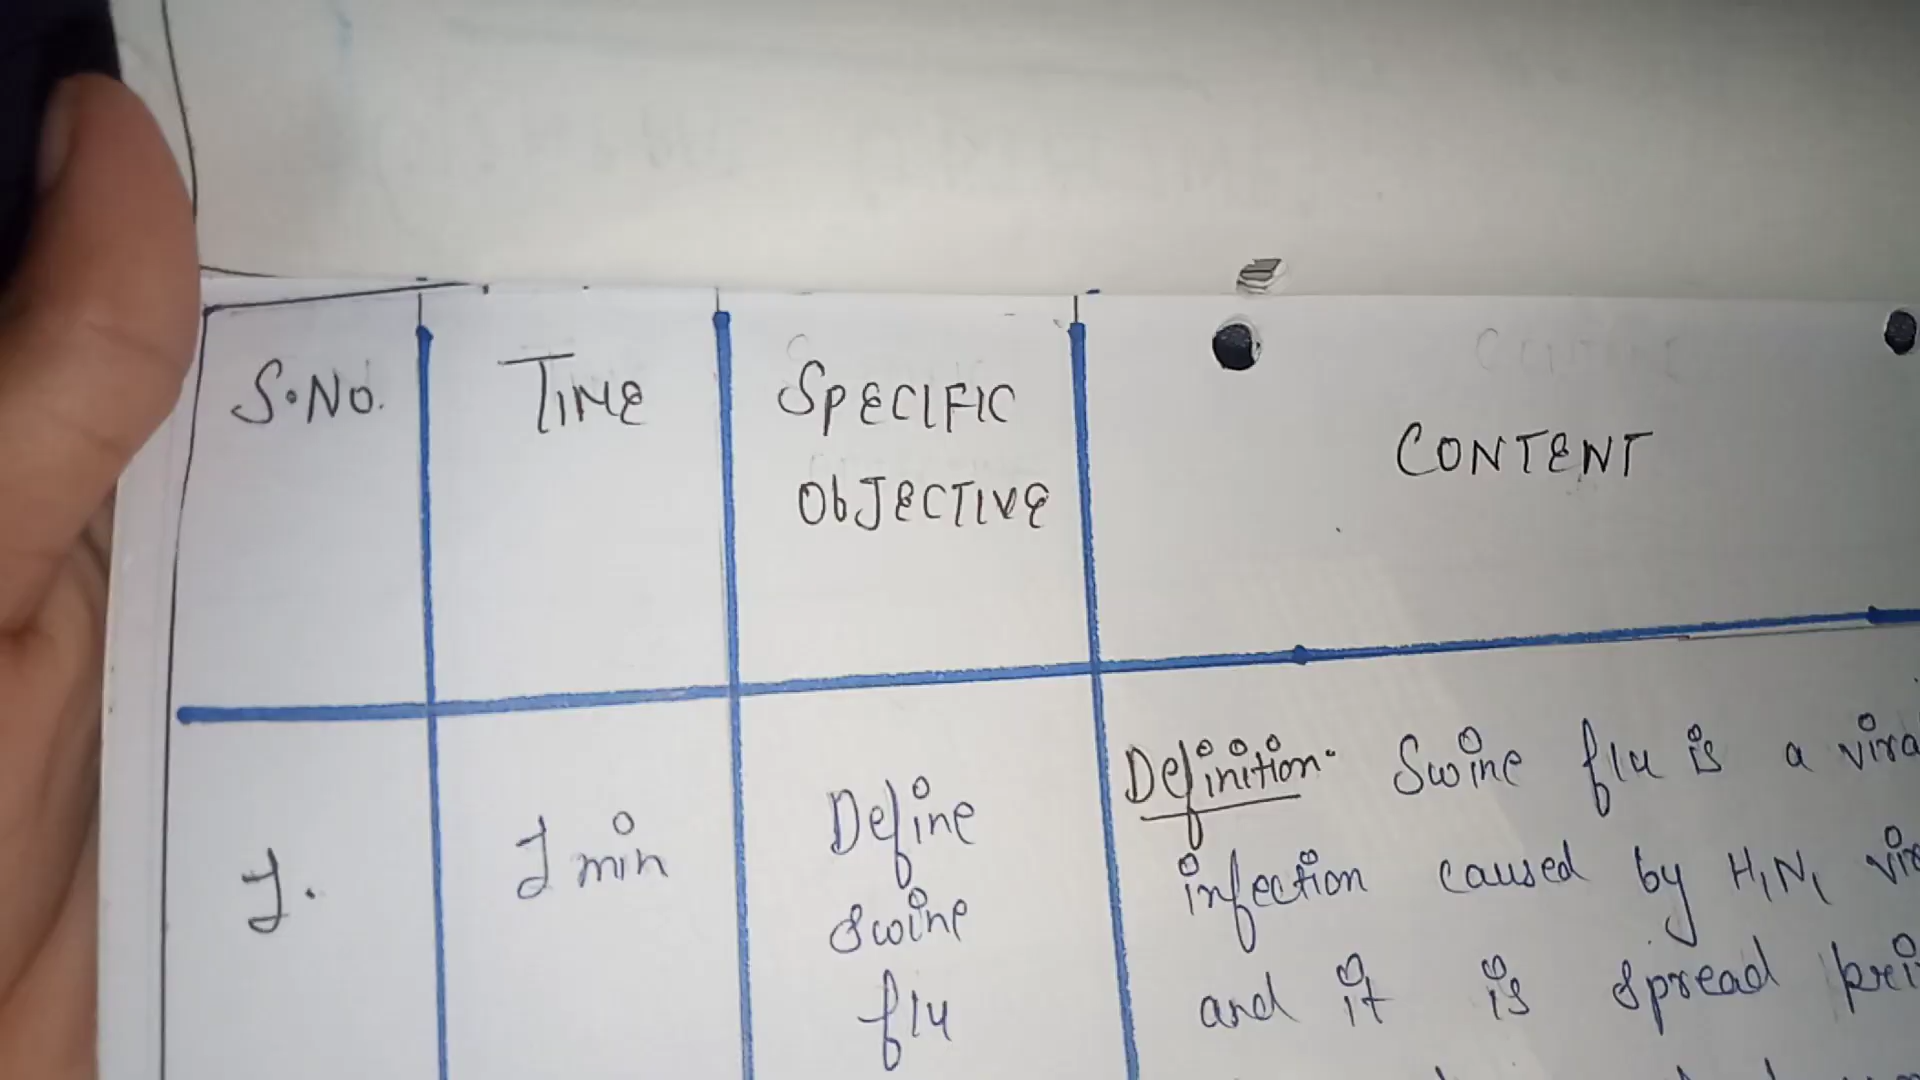 S.No.
TIME
SPECIFIC
ObJECTIVE
CONTENT
1.
1 min
Define
swine
flu
Definition- Swine flu is a
infection caused by H1N1
and it is spread